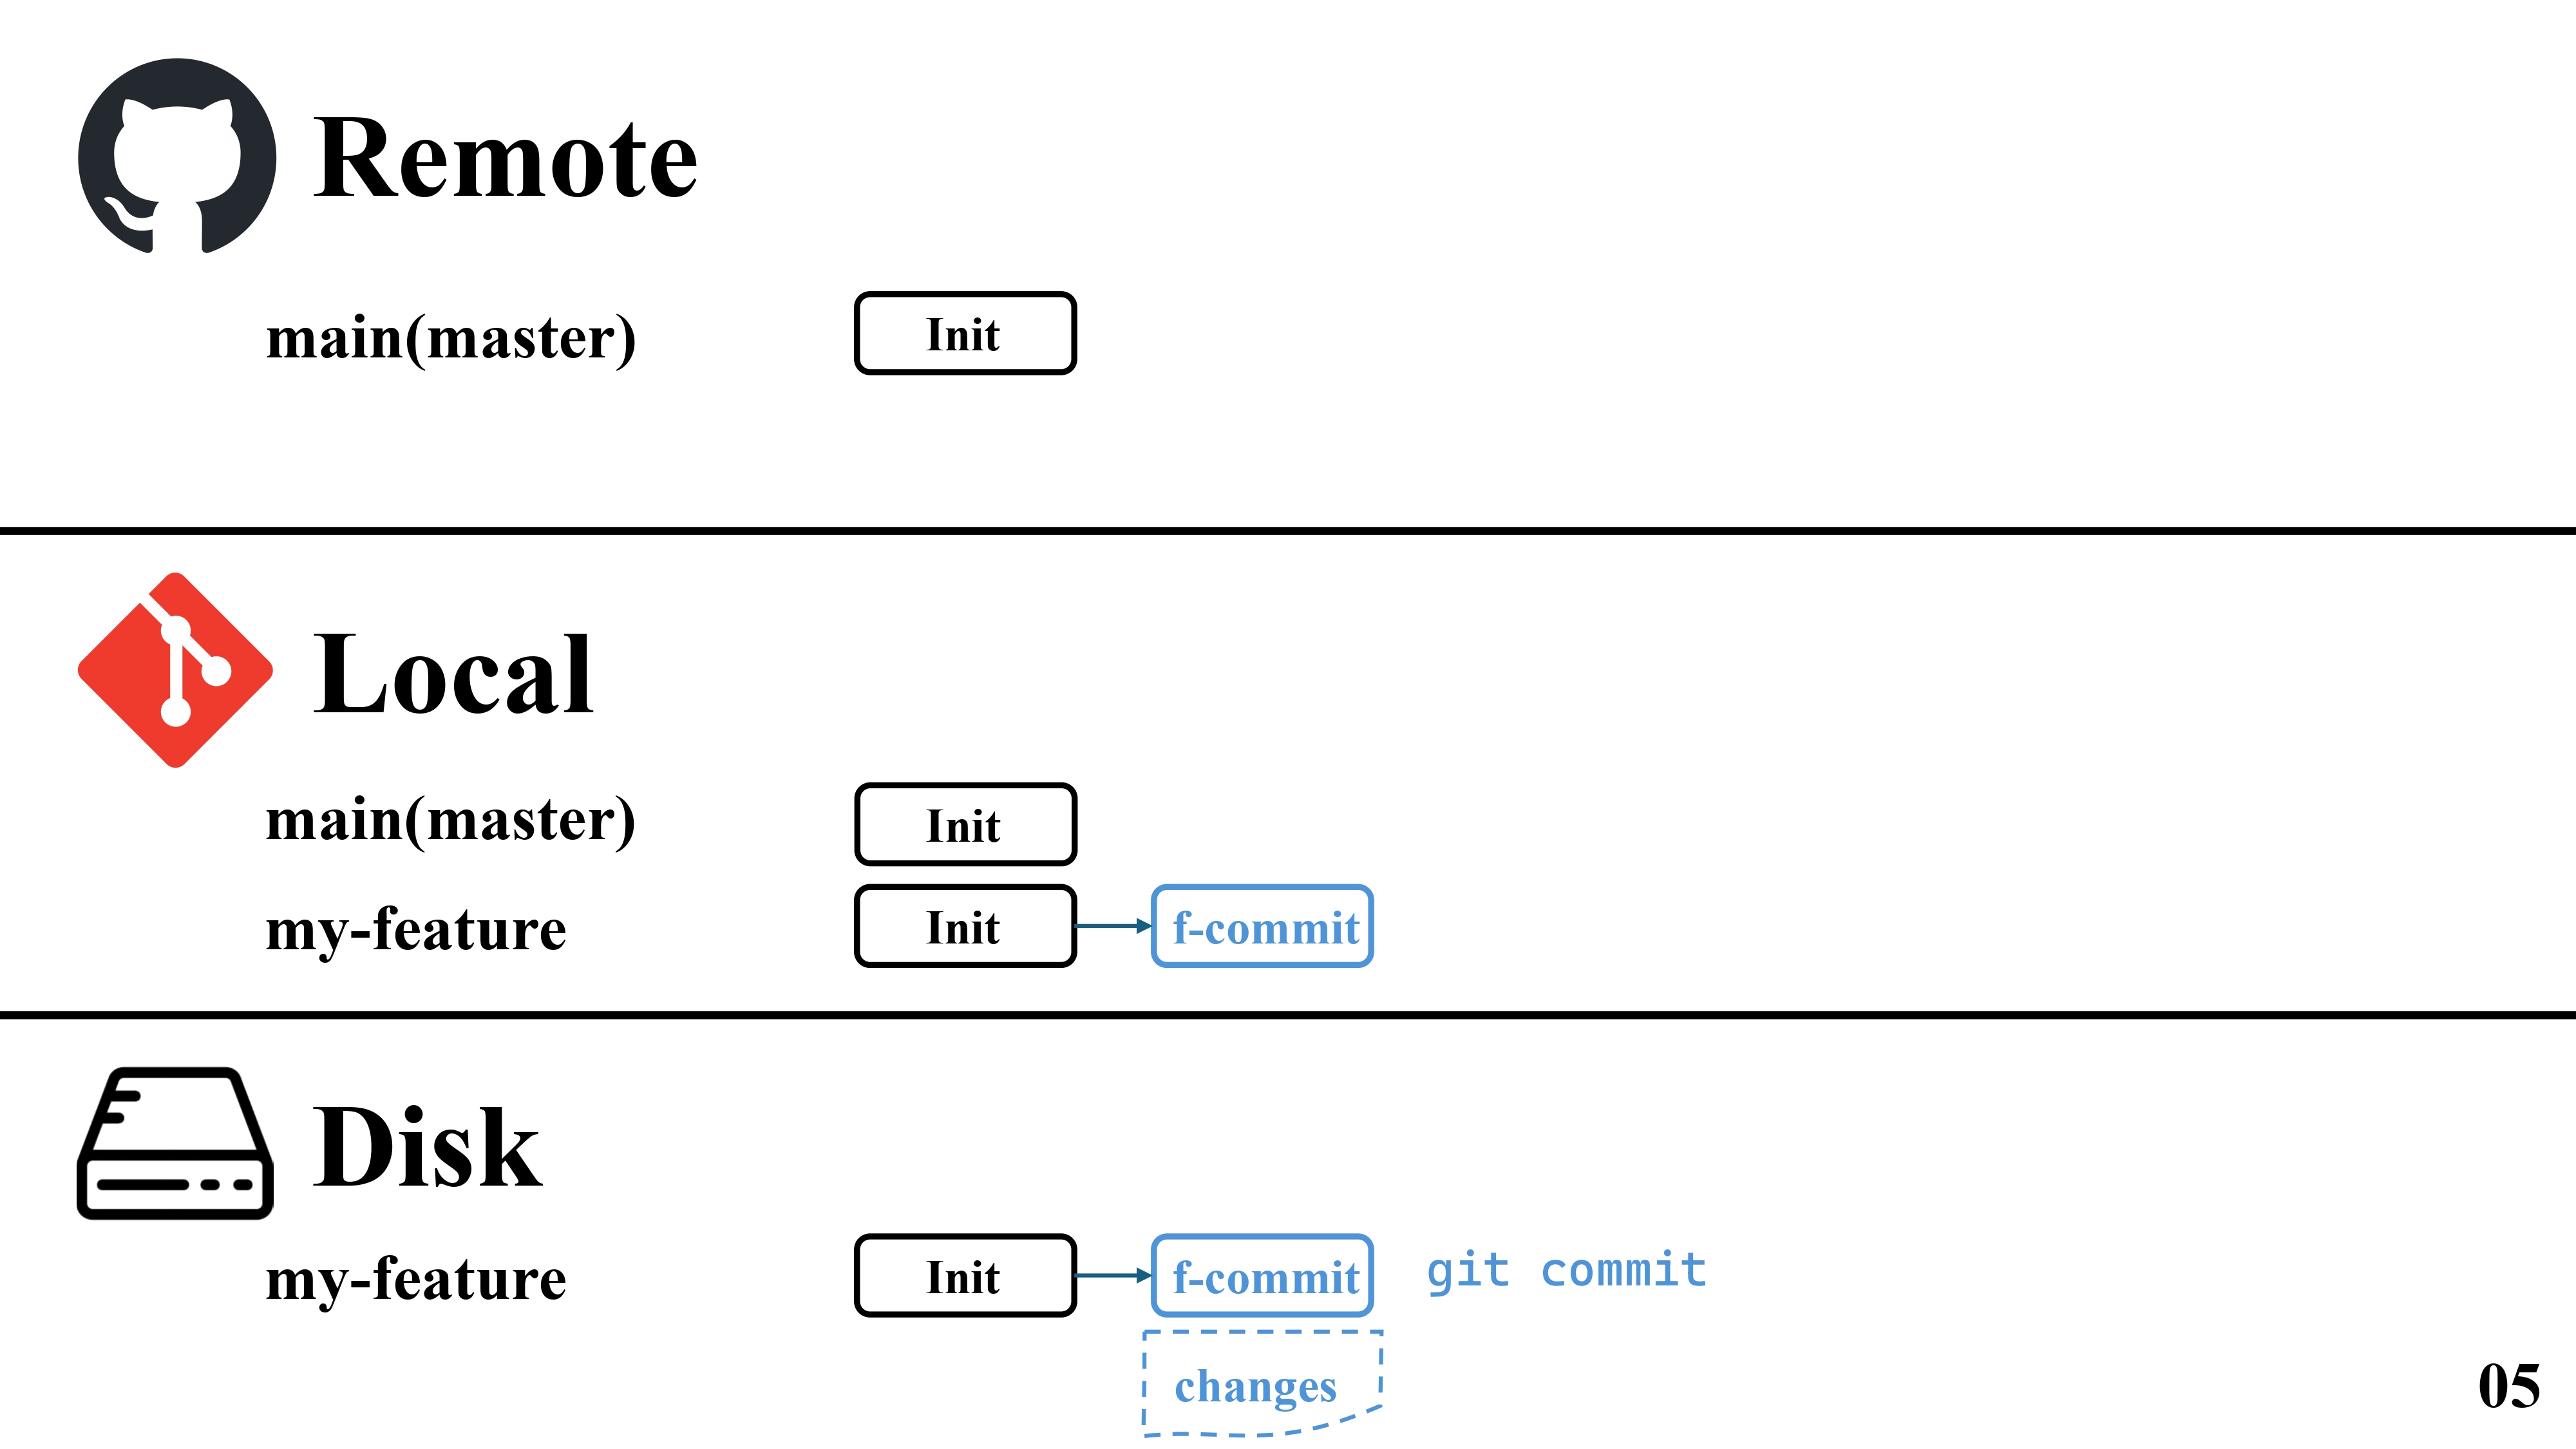 Remote
main(master)
Init
Local
main(master)
Init
my-feature
Init
f-commit
Disk
my-feature
Init
f-commit
git commit
changes
05